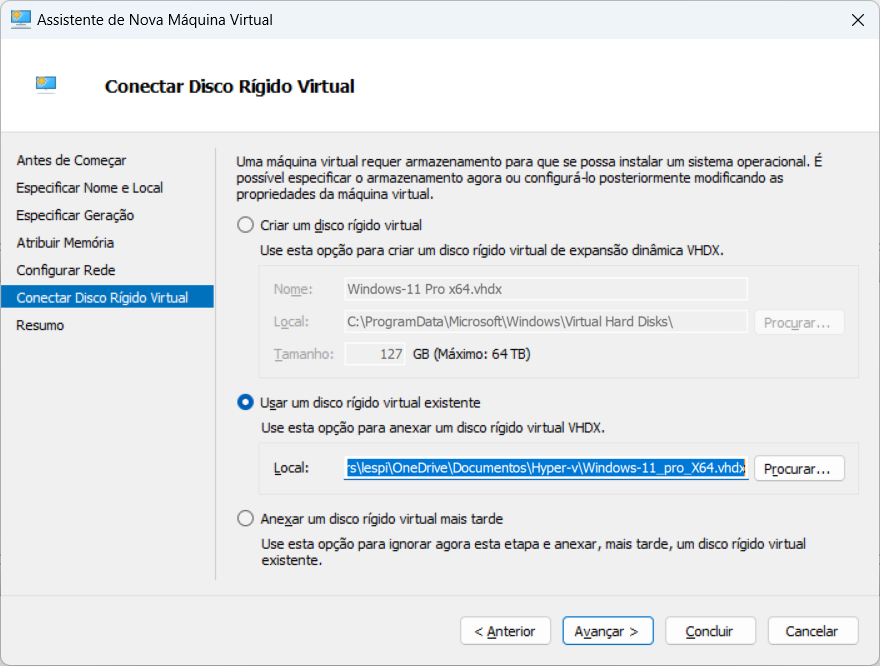 Assistente de Nova Máquina Virtual
Conectar Disco Rígido Virtual
Antes de Começar
Especificar Nome e Local
Especificar Geração
Atribuir Memória
Configurar Rede
Conectar Disco Rígido Virtual
Resumo
Uma máquina virtual requer armazenamento para que se possa instalar um sistema operacional. É
possível especificar o armazenamento agora ou configurá-lo posteriormente modificando as
propriedades da máquina virtual.
Criar um disco rígido virtual
Use esta opção para criar um disco rígido virtual de expansão dinâmica VHDX.
Nome: Windows-11 Pro x64.vhdx
Local: C:\ProgramData\Microsoft\Windows\Virtual Hard Disks\ Procurar...
Tamanho: 127 GB (Máximo: 64 TB)
Usar um disco rígido virtual existente
Use esta opção para anexar um disco rígido virtual VHDX.
Local: rs\lespi\OneDrive\Documentos\Hyper-v\Windows-11_pro_X64.vhdx Procurar...
Anexar um disco rígido virtual mais tarde
Use esta opção para ignorar agora esta etapa e anexar, mais tarde, um disco rígido virtual
existente.
< Anterior Avançar > Concluir Cancelar